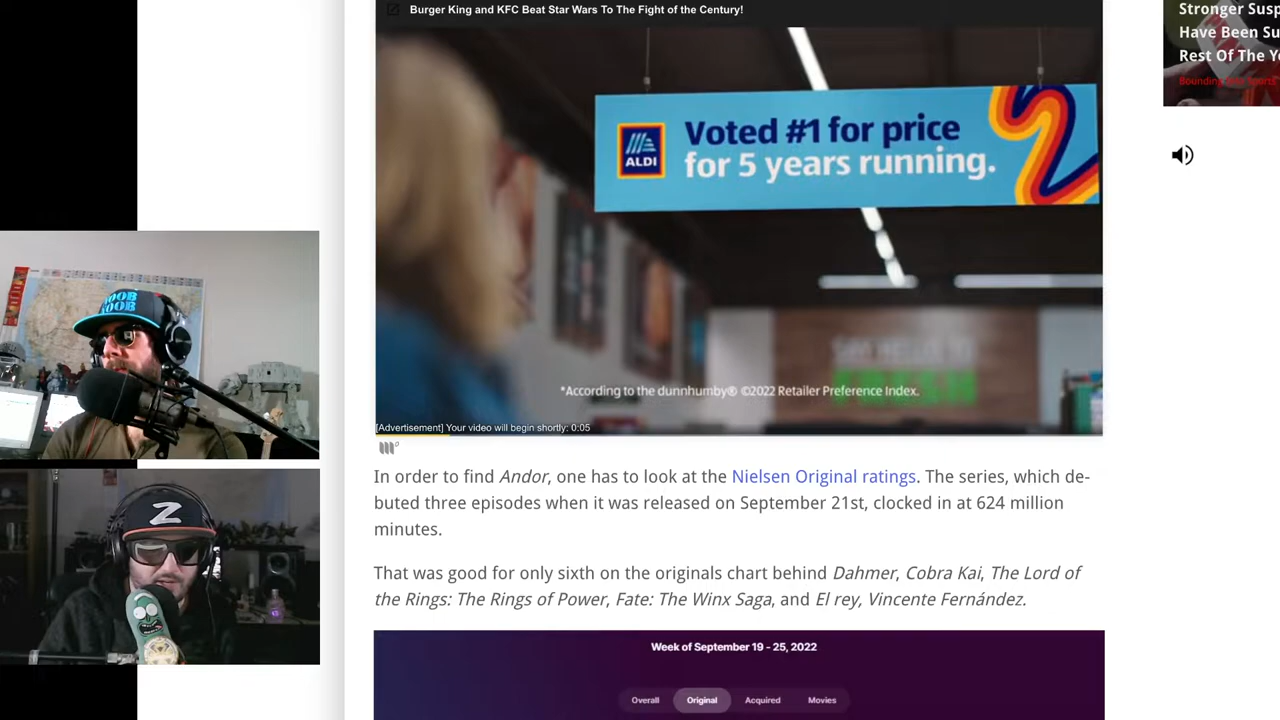 Burger King and KFC Beat Star Wars To The Fight of the Century!
Stronger Susp
Have Been Su
Rest Of The Ye
ALDI
Voted #1 for price
for 5 years running.
*According to the dunnhumby® ©2022 Retailer Preference Index.
[Advertisement] Your video will begin shortly: 0:05
NOOB
NOOB
Z
In order to find Andor, one has to look at the Nielsen Original ratings. The series, which de-
buted three episodes when it was released on September 21st, clocked in at 624 million
minutes.
That was good for only sixth on the originals chart behind Dahmer, Cobra Kai, The Lord of
the Rings: The Rings of Power, Fate: The Winx Saga, and El rey, Vincente Fernández.
Week of September 19 - 25, 2022
Overall Original Acquired Movies